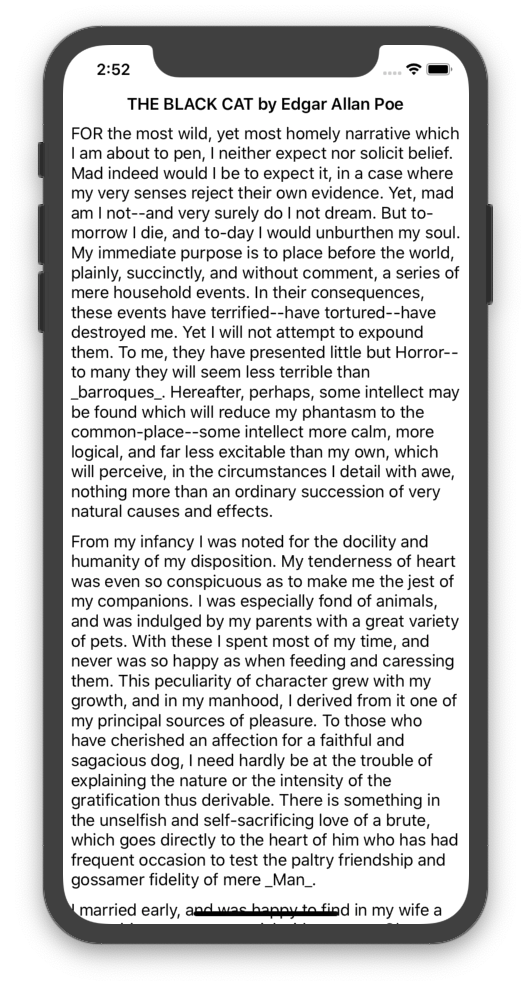 2:52
THE BLACK CAT by Edgar Allan Poe
FOR the most wild, yet most homely narrative which
I am about to pen, I neither expect nor solicit belief.
Mad indeed would I be to expect it, in a case where
my very senses reject their own evidence. Yet, mad
am I not--and very surely do I not dream. But to-
morrow I die, and to-day I would unburthen my soul.
My immediate purpose is to place before the world,
plainly, succinctly, and without comment, a series of
mere household events. In their consequences,
these events have terrified--have tortured--have
destroyed me. Yet I will not attempt to expound
them. To me, they have presented little but Horror--
to many they will seem less terrible than
_barroques_. Hereafter, perhaps, some intellect may
be found which will reduce my phantasm to the
common-place--some intellect more calm, more
logical, and far less excitable than my own, which
will perceive, in the circumstances I detail with awe,
nothing more than an ordinary succession of very
natural causes and effects.
From my infancy I was noted for the docility and
humanity of my disposition. My tenderness of heart
was even so conspicuous as to make me the jest of
my companions. I was especially fond of animals,
and was indulged by my parents with a great variety
of pets. With these I spent most of my time, and
never was so happy as when feeding and caressing
them. This peculiarity of character grew with my
growth, and in my manhood, I derived from it one of
my principal sources of pleasure. To those who
have cherished an affection for a faithful and
sagacious dog, I need hardly be at the trouble of
explaining the nature or the intensity of the
gratification thus derivable. There is something in
the unselfish and self-sacrificing love of a brute,
which goes directly to the heart of him who has had
frequent occasion to test the paltry friendship and
gossamer fidelity of mere _Man_.
I married early, and was happy to find in my wife a